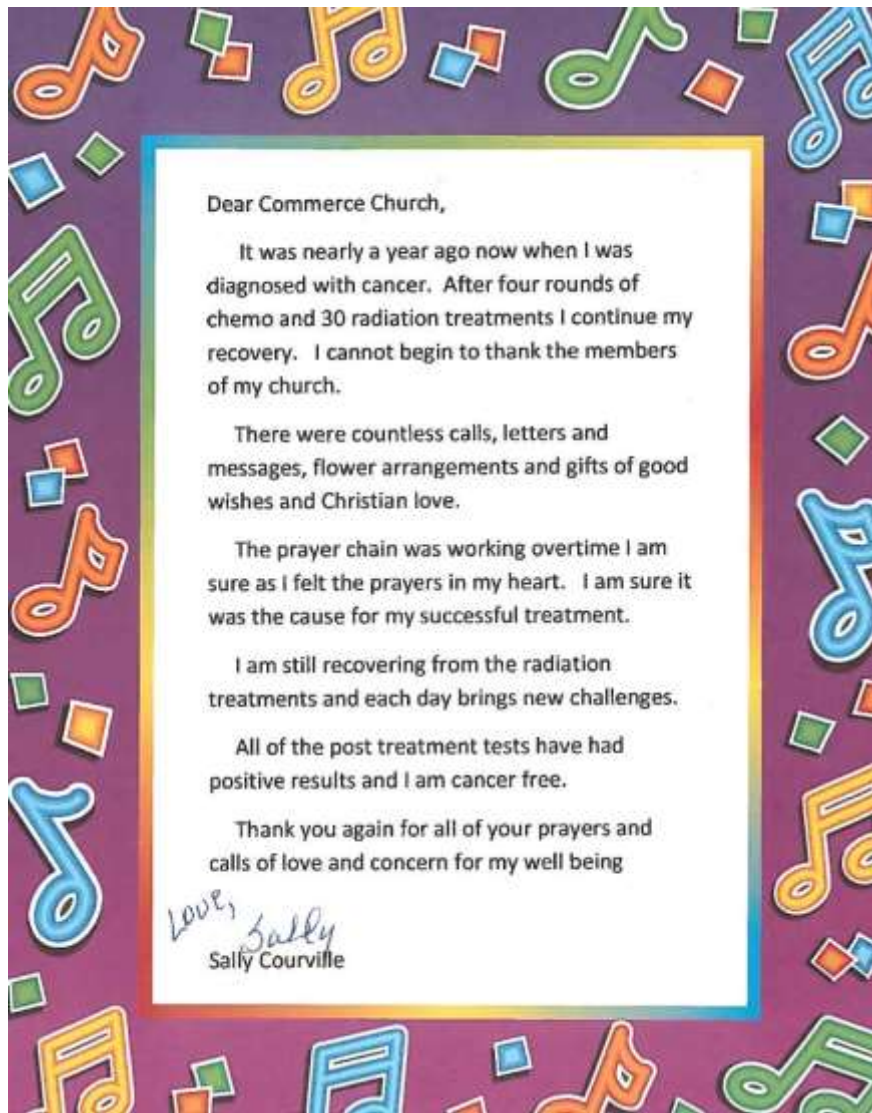 Dear Commerce Church,
It was nearly a year ago now when I was
diagnosed with cancer.  After four rounds of
chemo and 30 radiation treatments I continue my
recovery.   I cannot begin to thank the members
of my church.
There were countless calls, letters and
messages, flower arrangements and gifts of good
wishes and Christian love.
The prayer chain was working overtime I am
sure as I felt the prayers in my heart.   I am sure it
was the cause for my successful treatment.
I am still recovering from the radiation
treatments and each day brings new challenges.
All of the post treatment tests have had
positive results and I am cancer free.
Thank you again for all of your prayers and
calls of love and concern for my well being
Love,
Sally
Sally Courville